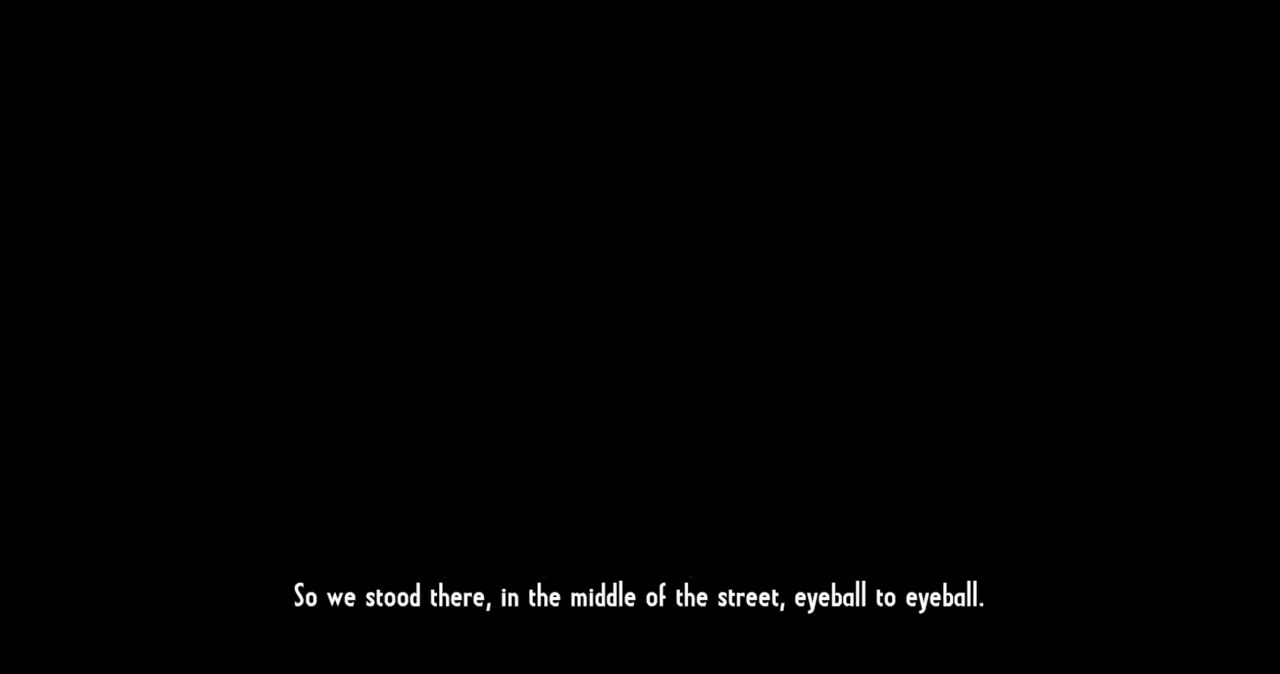 So we stood there, in the middle of the street, eyeball to eyeball.